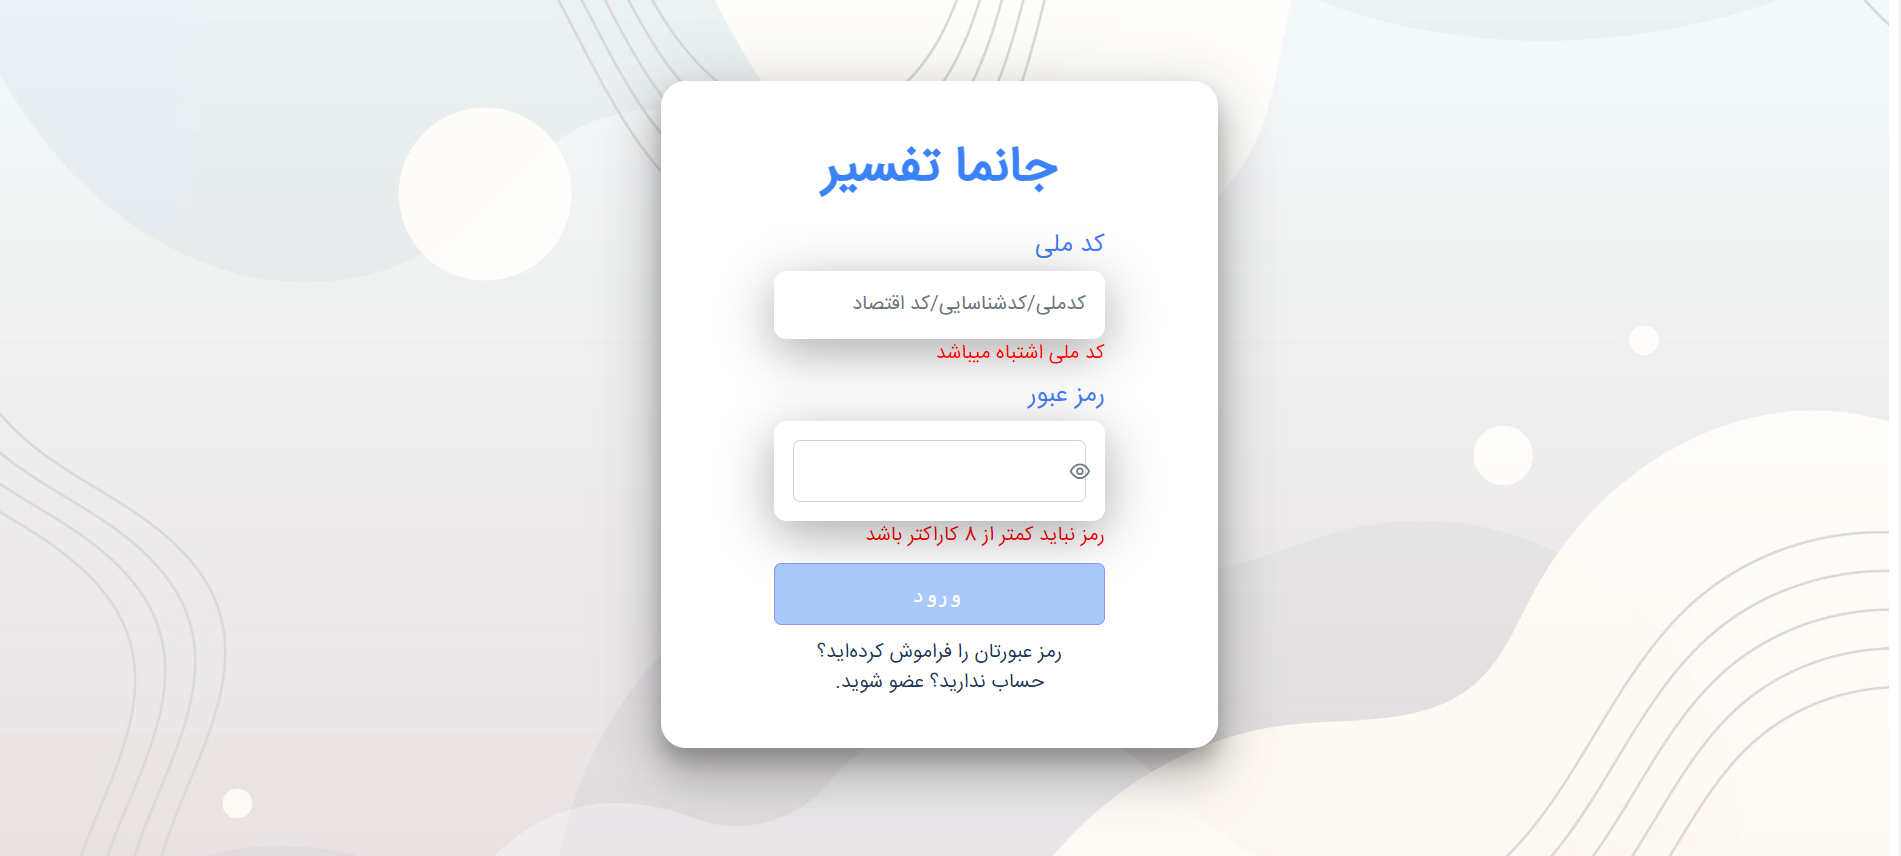 جانما تفسیر
کد ملی
کدملی/کدشناسایی/کد اقتصاد
کد ملی اشتباه میباشد
رمز عبور
رمز نباید کمتر از ۸ کاراکتر باشد
ورود
رمز عبورتان را فراموش کرده‌اید؟
حساب ندارید؟ عضو شوید.